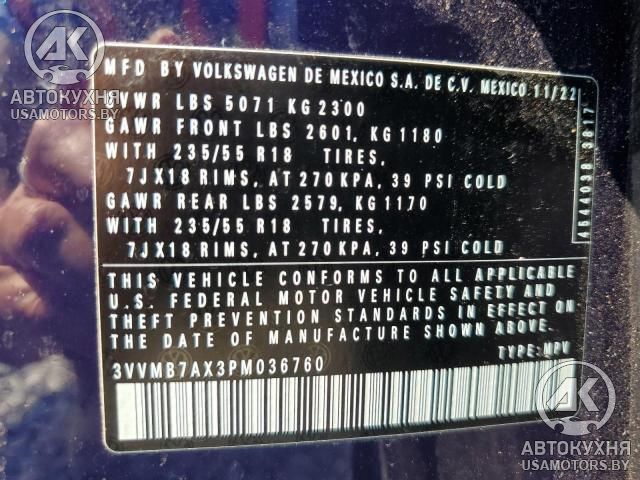 MFD BY VOLKSWAGEN DE MEXICO S.A. DE C.V. MEXICO 11/22
GVWR LBS 5071 KG 2300
GAWR FRONT LBS 2601, KG 1180
WITH 235/55 R18 TIRES,
7JX18 RIMS, AT 270 KPA, 39 PSI COLD
GAWR REAR LBS 2579, KG 1170
WITH 235/55 R18 TIRES,
7JX18 RIMS, AT 270 KPA, 39 PSI COLD
THIS VEHICLE CONFORMS TO ALL APPLICABLE
U.S. FEDERAL MOTOR VEHICLE SAFETY AND
THEFT PREVENTION STANDARDS IN EFFECT ON
THE DATE OF MANUFACTURE SHOWN ABOVE.
TYPE: MPV
3VVMB7AX3PM036760
AK
АВТОКУХНЯ
USAMOTORS.BY
AK
АВТОКУХНЯ
USAMOTORS.BY